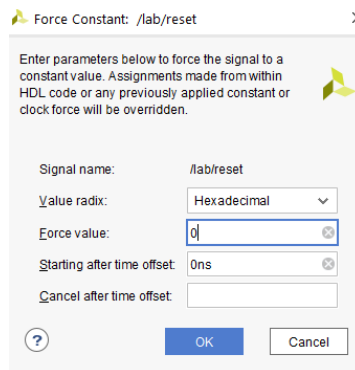 Force Constant: /lab/reset
Enter parameters below to force the signal to a
constant value. Assignments made from within
HDL code or any previously applied constant or
clock force will be overridden.
Signal name: /lab/reset
Value radix: Hexadecimal
Force value: 0
Starting after time offset: 0ns
Cancel after time offset:
? OK Cancel